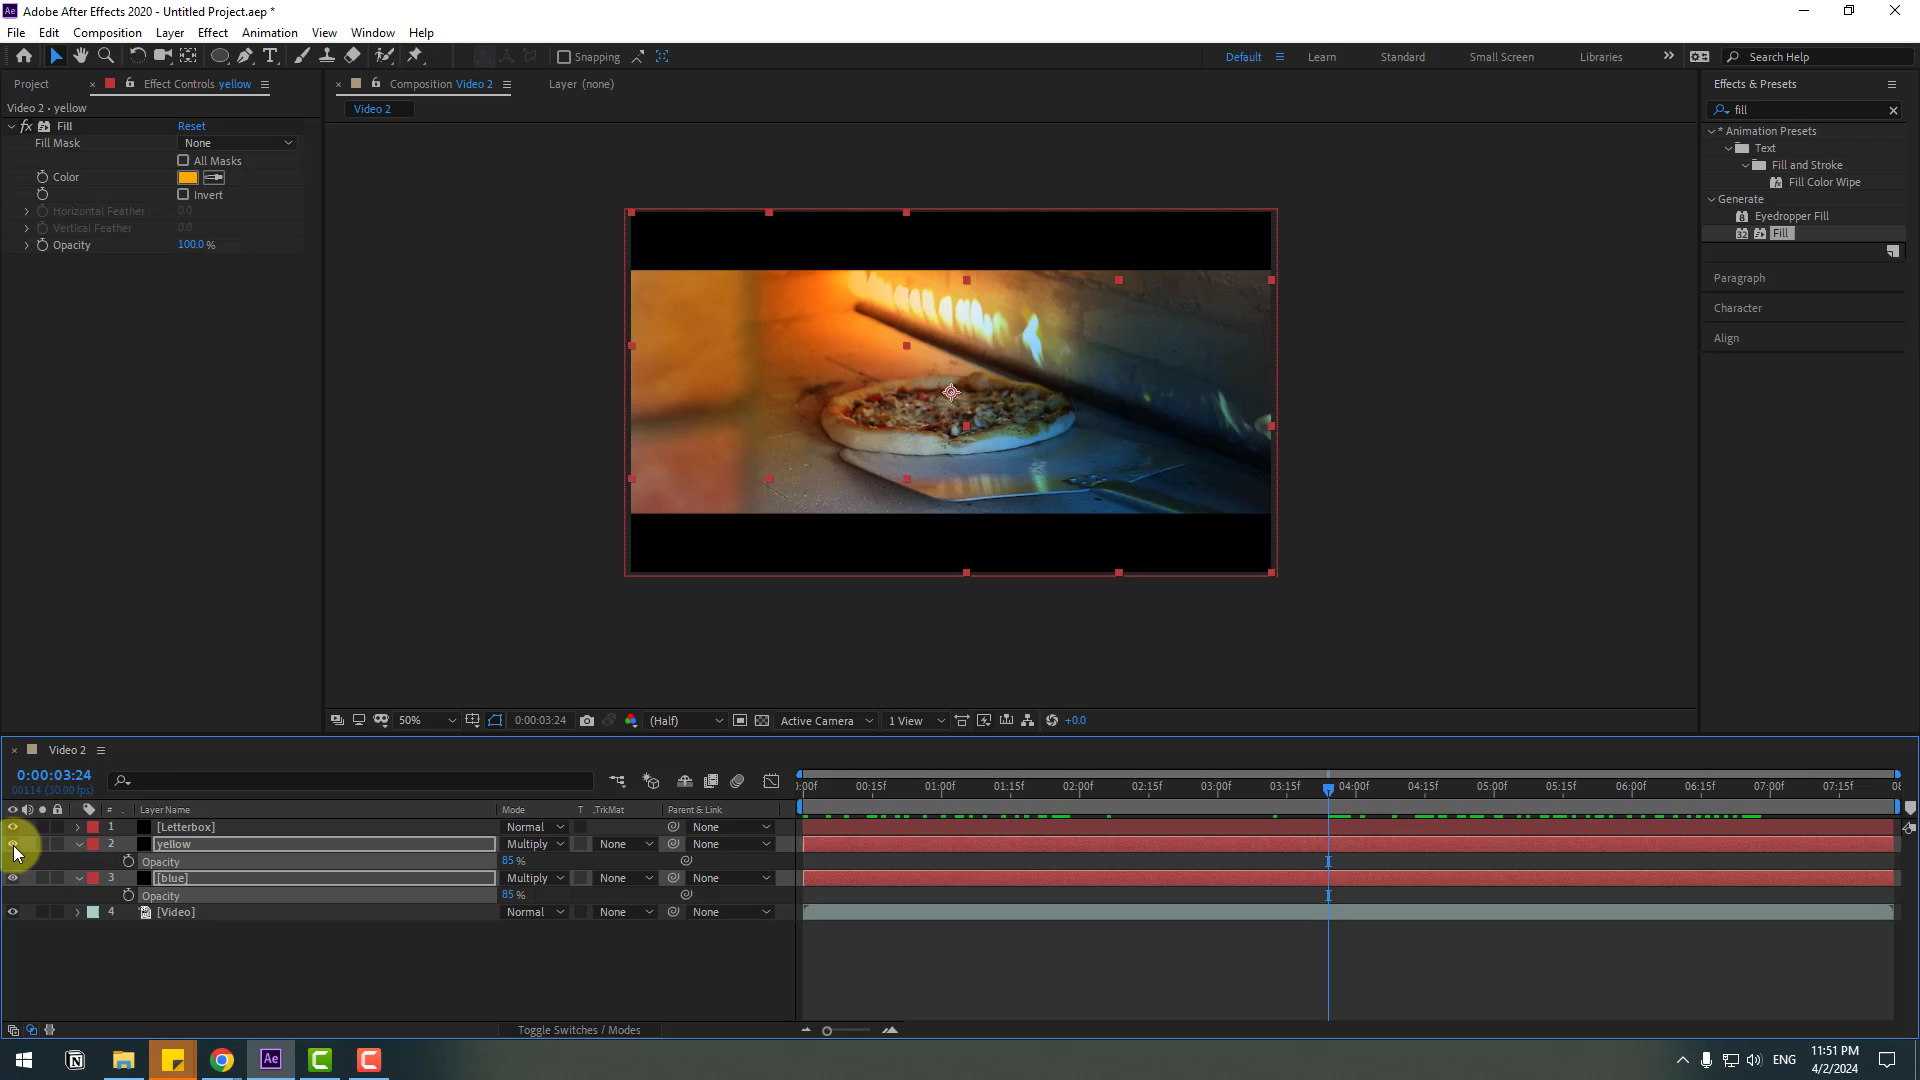 Adobe After Effects 2020 - Untitled Project.aep *
File Edit Composition Layer Effect Animation View Window Help
Snapping Default Learn Standard Small Screen Libraries Search Help
Project Effect Controls yellow Composition Video 2 Layer (none) Effects & Presets
Video 2 • yellow Video 2 fill
Fill Reset * Animation Presets
Fill Mask None Text
All Masks Fill and Stroke
Color Fill Color Wipe
Invert Generate
Horizontal Feather 0.0 Eyedropper Fill
Vertical Feather 0.0 Fill
Opacity 100.0 %
Paragraph
Character
Align
50% 0:00:03:24 (Half) Active Camera 1 View +0.0
Video 2
0:00:03:24
00114 (30.00 fps)
:00f 00:15f 01:00f 01:15f 02:00f 02:15f 03:00f 03:15f 04:00f 04:15f 05:00f 05:15f 06:00f 06:15f 07:00f 07:15f 08
# Layer Name Mode T .TrkMat Parent & Link
1 [Letterbox] Normal None
2 yellow Multiply None None
Opacity 85 %
3 [blue] Multiply None None
Opacity 85 %
4 [Video] Normal None None
Toggle Switches / Modes
Ae ENG 11:51 PM
4/2/2024